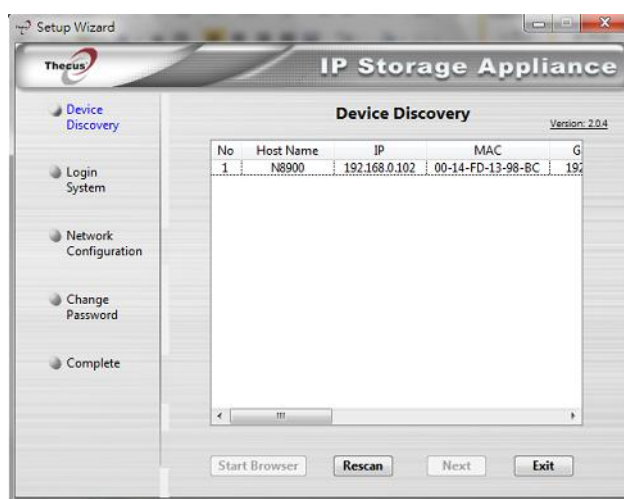 Setup Wizard
Thecus
IP Storage Appliance
Device Discovery
Version: 2.0.4
Device
Discovery
Login
System
Network
Configuration
Change
Password
Complete
No Host Name IP MAC G
1 N8900 192.168.0.102 00-14-FD-13-98-BC 192
Start Browser Rescan Next Exit